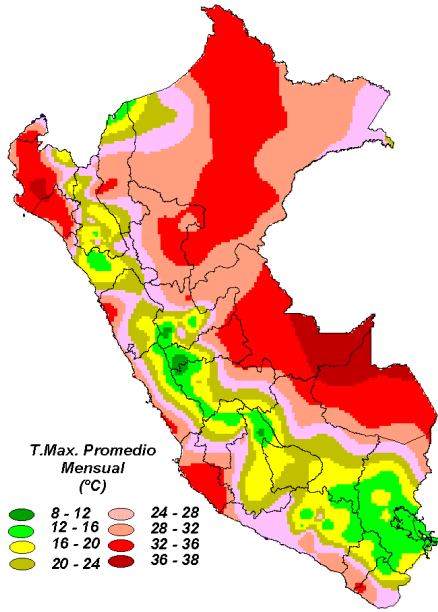 T.Max. Promedio
Mensual
(ºC)
8 - 12
12 - 16
16 - 20
20 - 24
24 - 28
28 - 32
32 - 36
36 - 38